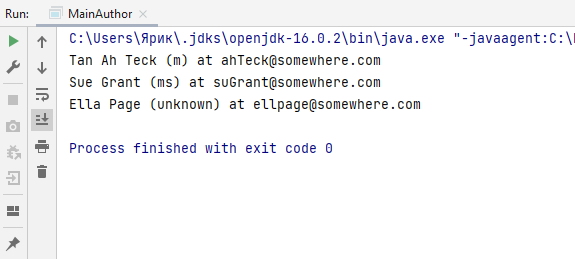 Run: MainAuthor
C:\Users\Ярик\.jdks\openjdk-16.0.2\bin\java.exe "-javaagent:C:\
Tan Ah Teck (m) at ahTeck@somewhere.com
Sue Grant (ms) at suGrant@somewhere.com
Ella Page (unknown) at ellpage@somewhere.com
Process finished with exit code 0